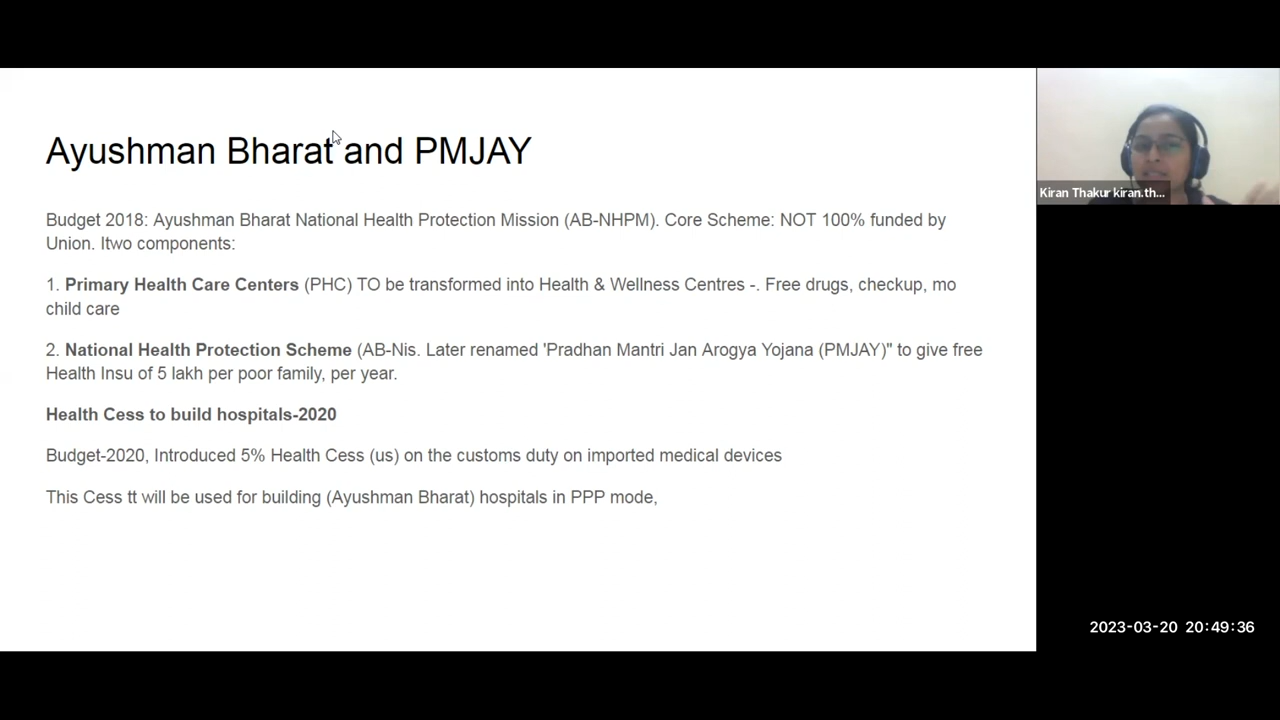 Ayushman Bharat and PMJAY
Budget 2018: Ayushman Bharat National Health Protection Mission (AB-NHPM). Core Scheme: NOT 100% funded by
Union. Itwo components:
1. Primary Health Care Centers (PHC) TO be transformed into Health & Wellness Centres -. Free drugs, checkup, mo
child care
2. National Health Protection Scheme (AB-Nis. Later renamed 'Pradhan Mantri Jan Arogya Yojana (PMJAY)" to give free
Health Insu of 5 lakh per poor family, per year.
Health Cess to build hospitals-2020
Budget-2020, Introduced 5% Health Cess (us) on the customs duty on imported medical devices
This Cess tt will be used for building (Ayushman Bharat) hospitals in PPP mode,
Kiran Thakur kiran.th...
2023-03-20 20:49:36